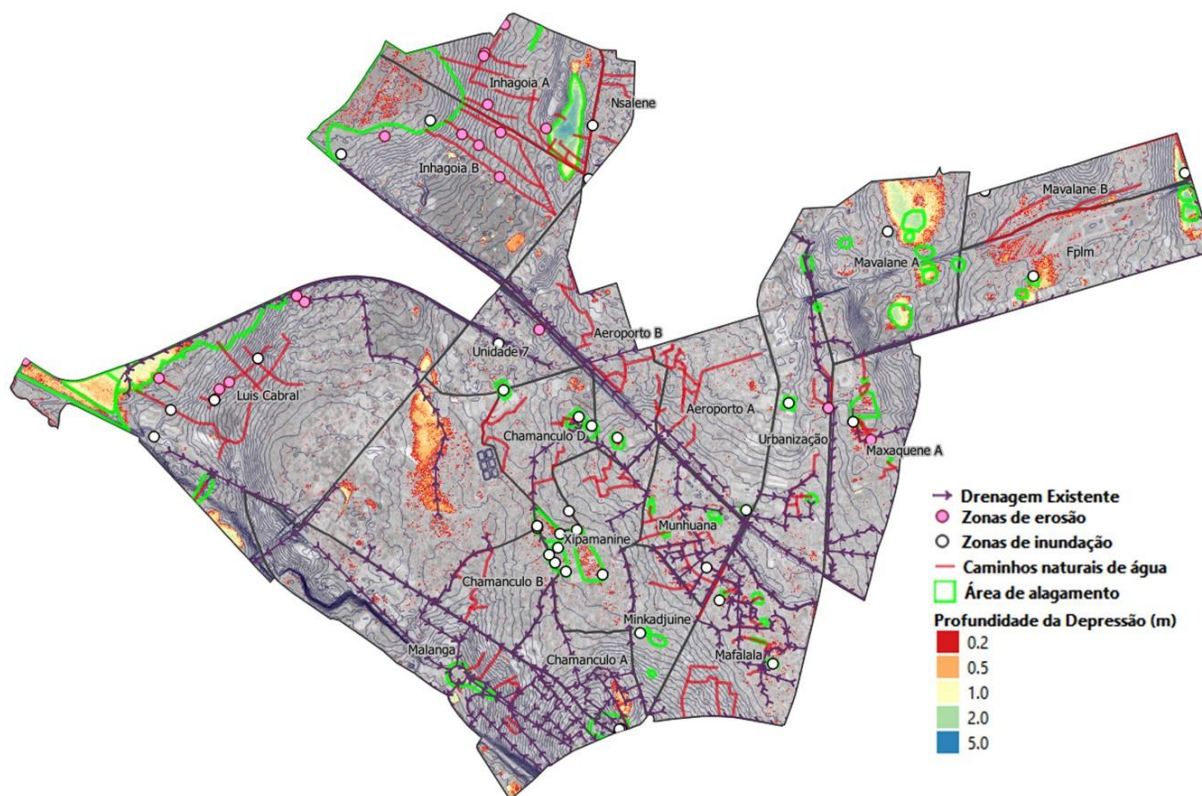 Inhagoia A
Nsalene
Inhagoia B
Mavalane B
Mavalane A
Fplm
Aeroporto B
Unidade 7
Luis Cabral
Aeroporto A
Chamanculo D
Urbanização
Maxaquene A
Munhuana
Xipamanine
Chamanculo B
Minkadjuine
Malanga
Chamanculo A
Mafalala
Drenagem Existente
Zonas de erosão
Zonas de inundação
Caminhos naturais de água
Área de alagamento
Profundidade da Depressão (m)
0.2
0.5
1.0
2.0
5.0